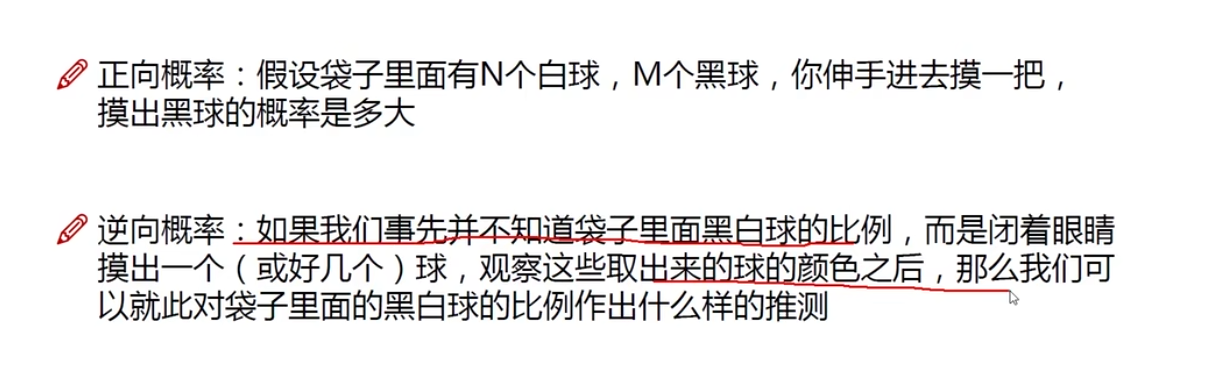 正向概率：假设袋子里面有N个白球，M个黑球，你伸手进去摸一把，
摸出黑球的概率是多大
逆向概率：如果我们事先并不知道袋子里面黑白球的比例，而是闭着眼睛
摸出一个（或好几个）球，观察这些取出来的球的颜色之后，那么我们可
以就此对袋子里面的黑白球的比例作出什么样的推测